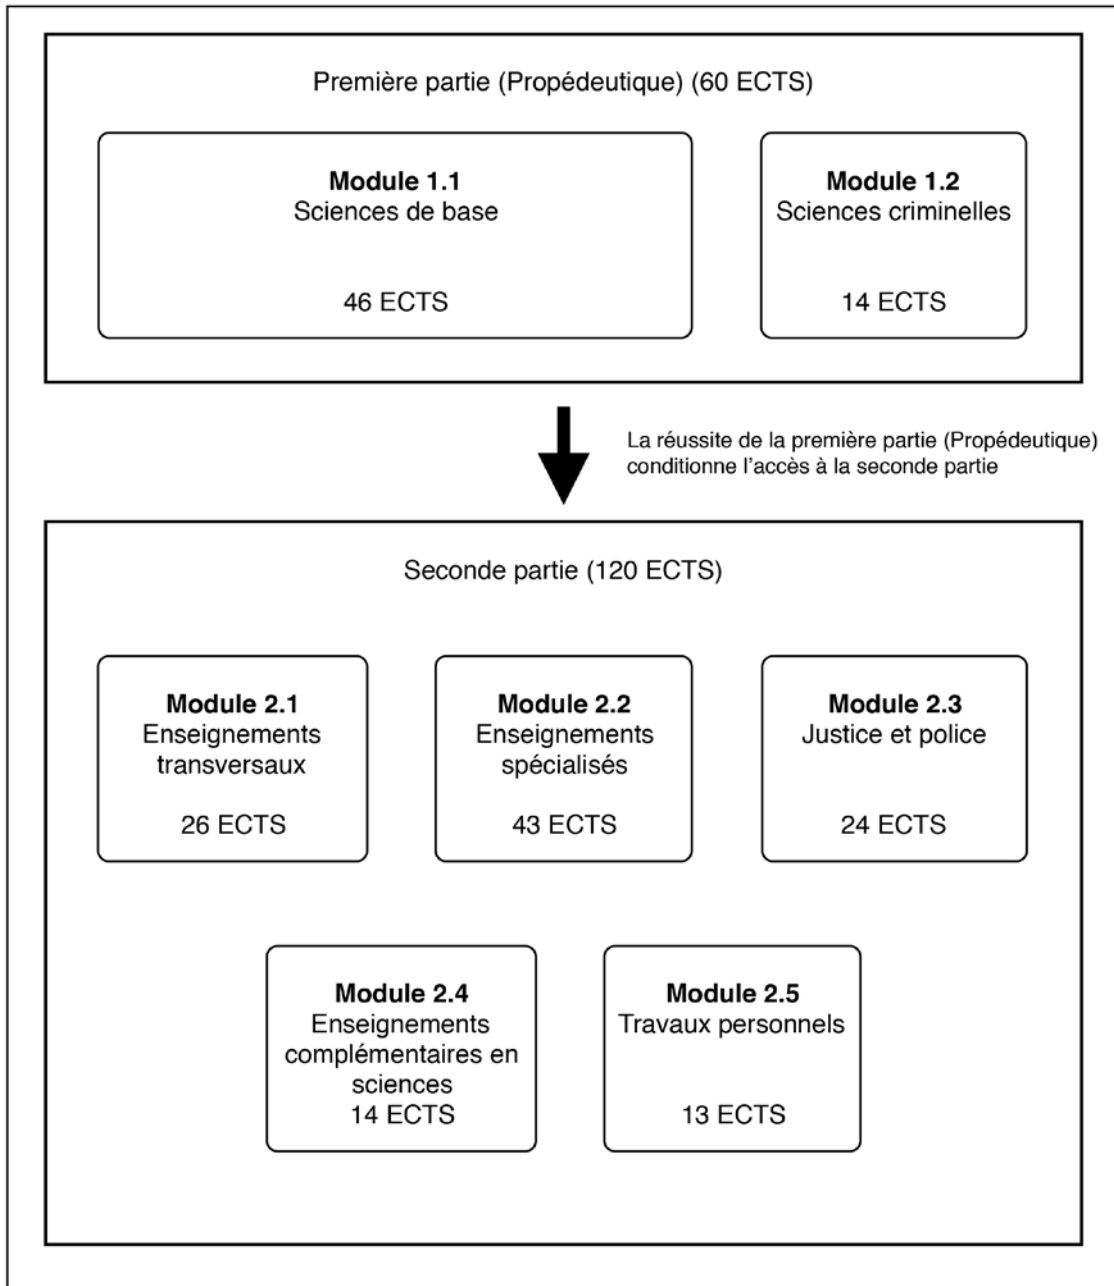 Première partie (Propédeutique) (60 ECTS)
Module 1.1
Sciences de base
46 ECTS
Module 1.2
Sciences criminelles
14 ECTS
La réussite de la première partie (Propédeutique)
conditionne l'accès à la seconde partie
Seconde partie (120 ECTS)
Module 2.1
Enseignements
transversaux
26 ECTS
Module 2.2
Enseignements
spécialisés
43 ECTS
Module 2.3
Justice et police
24 ECTS
Module 2.4
Enseignements
complémentaires en
sciences
14 ECTS
Module 2.5
Travaux personnels
13 ECTS